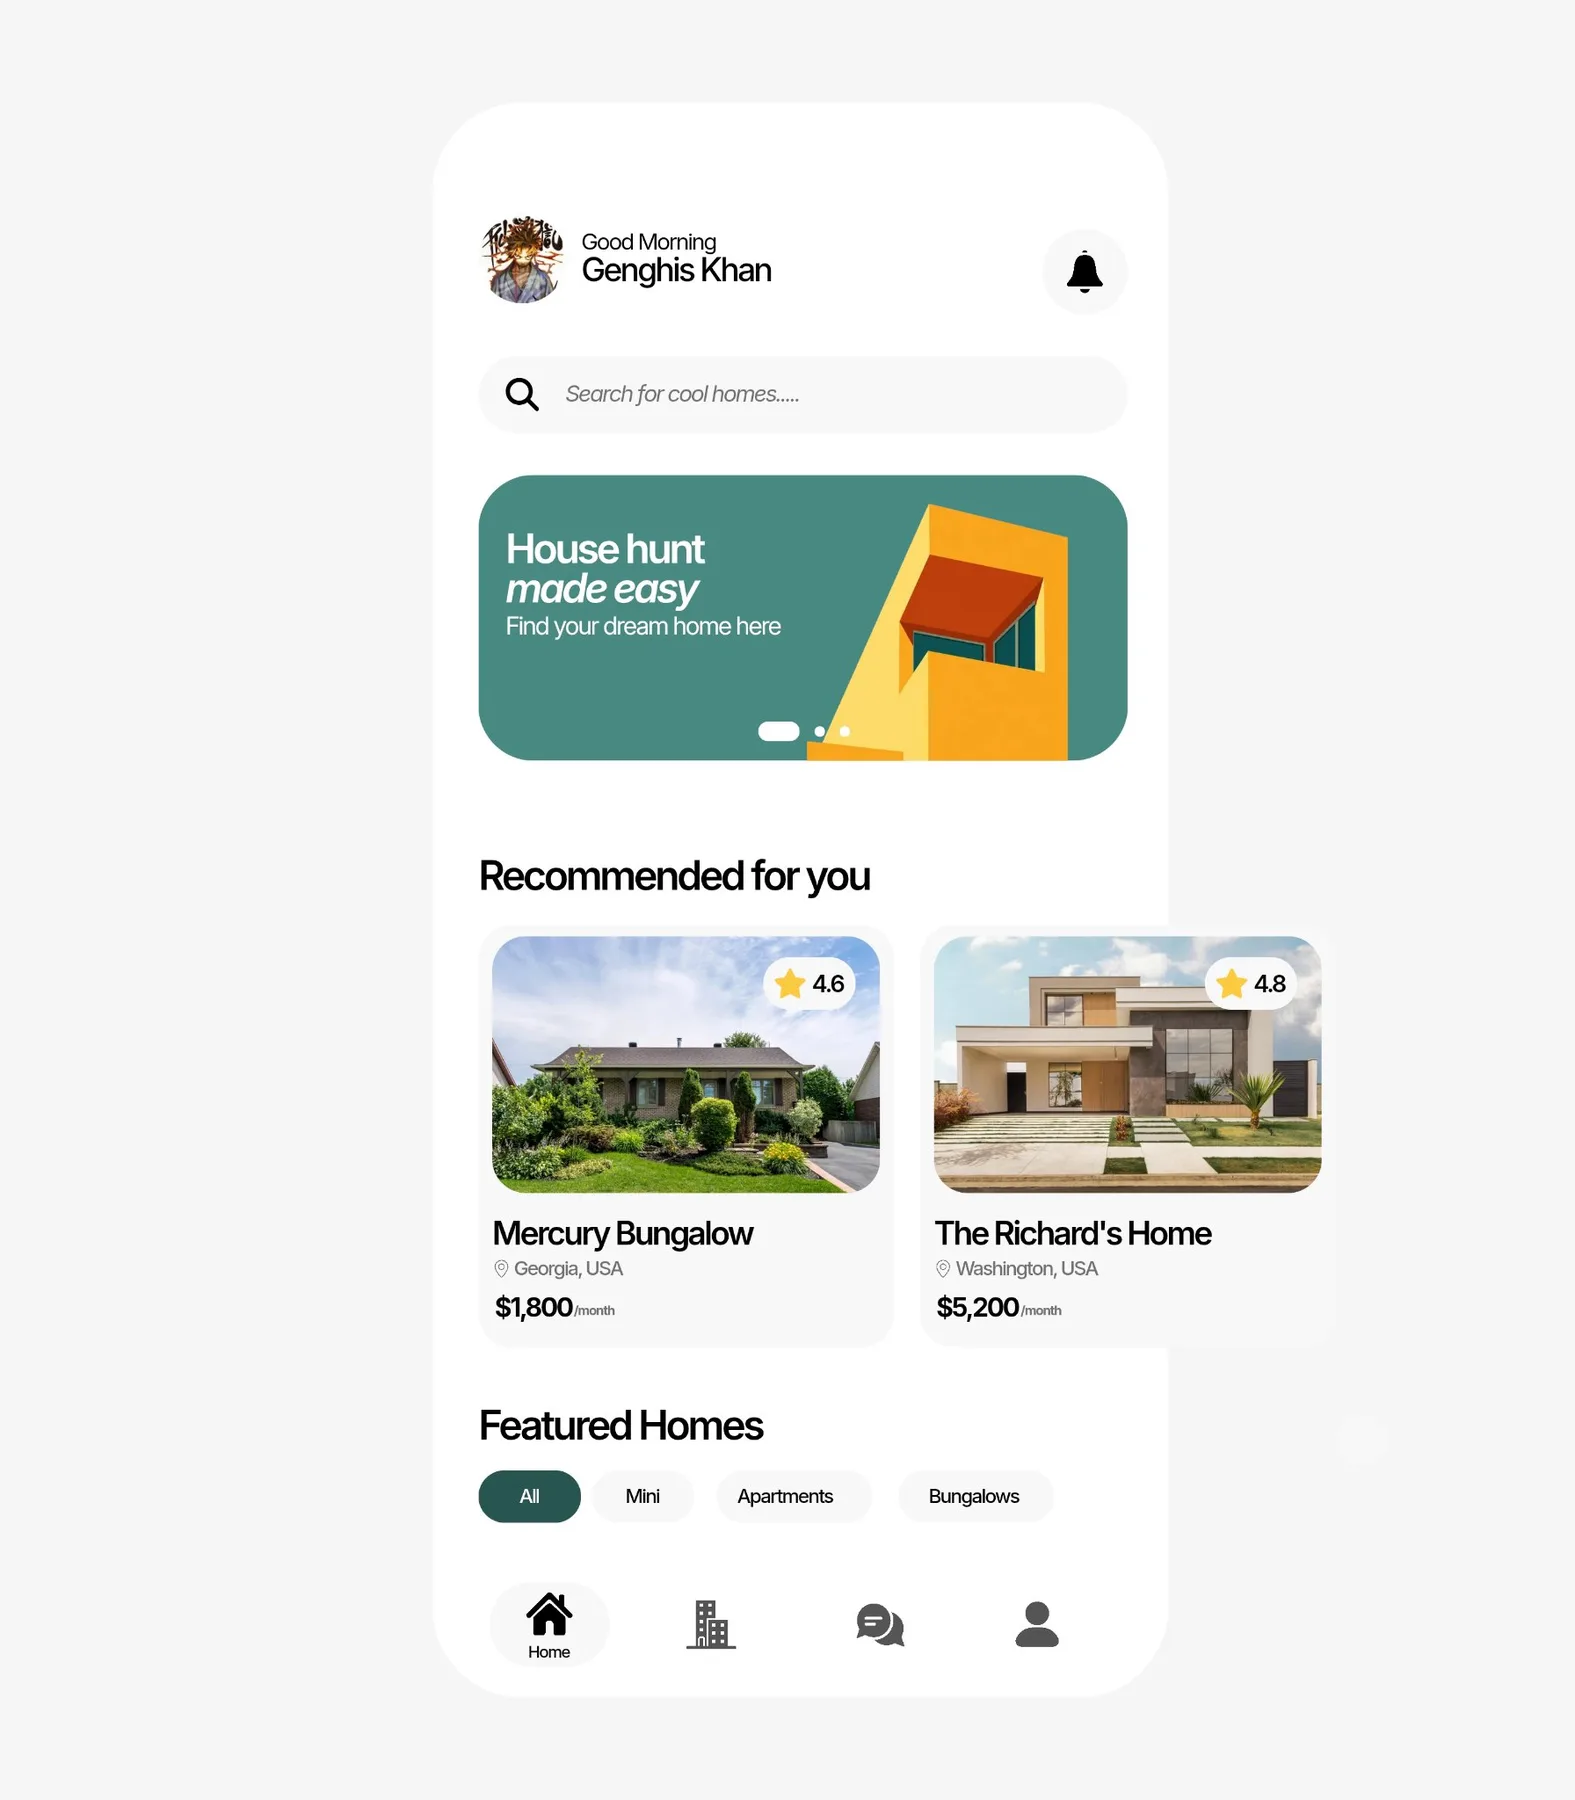 Good Morning
Genghis Khan
Search for cool homes.....
House hunt
made easy
Find your dream home here
Recommended for you
4.6
4.8
Mercury Bungalow
Georgia, USA
$1,800/month
The Richard's Home
Washington, USA
$5,200/month
Featured Homes
All
Mini
Apartments
Bungalows
Home